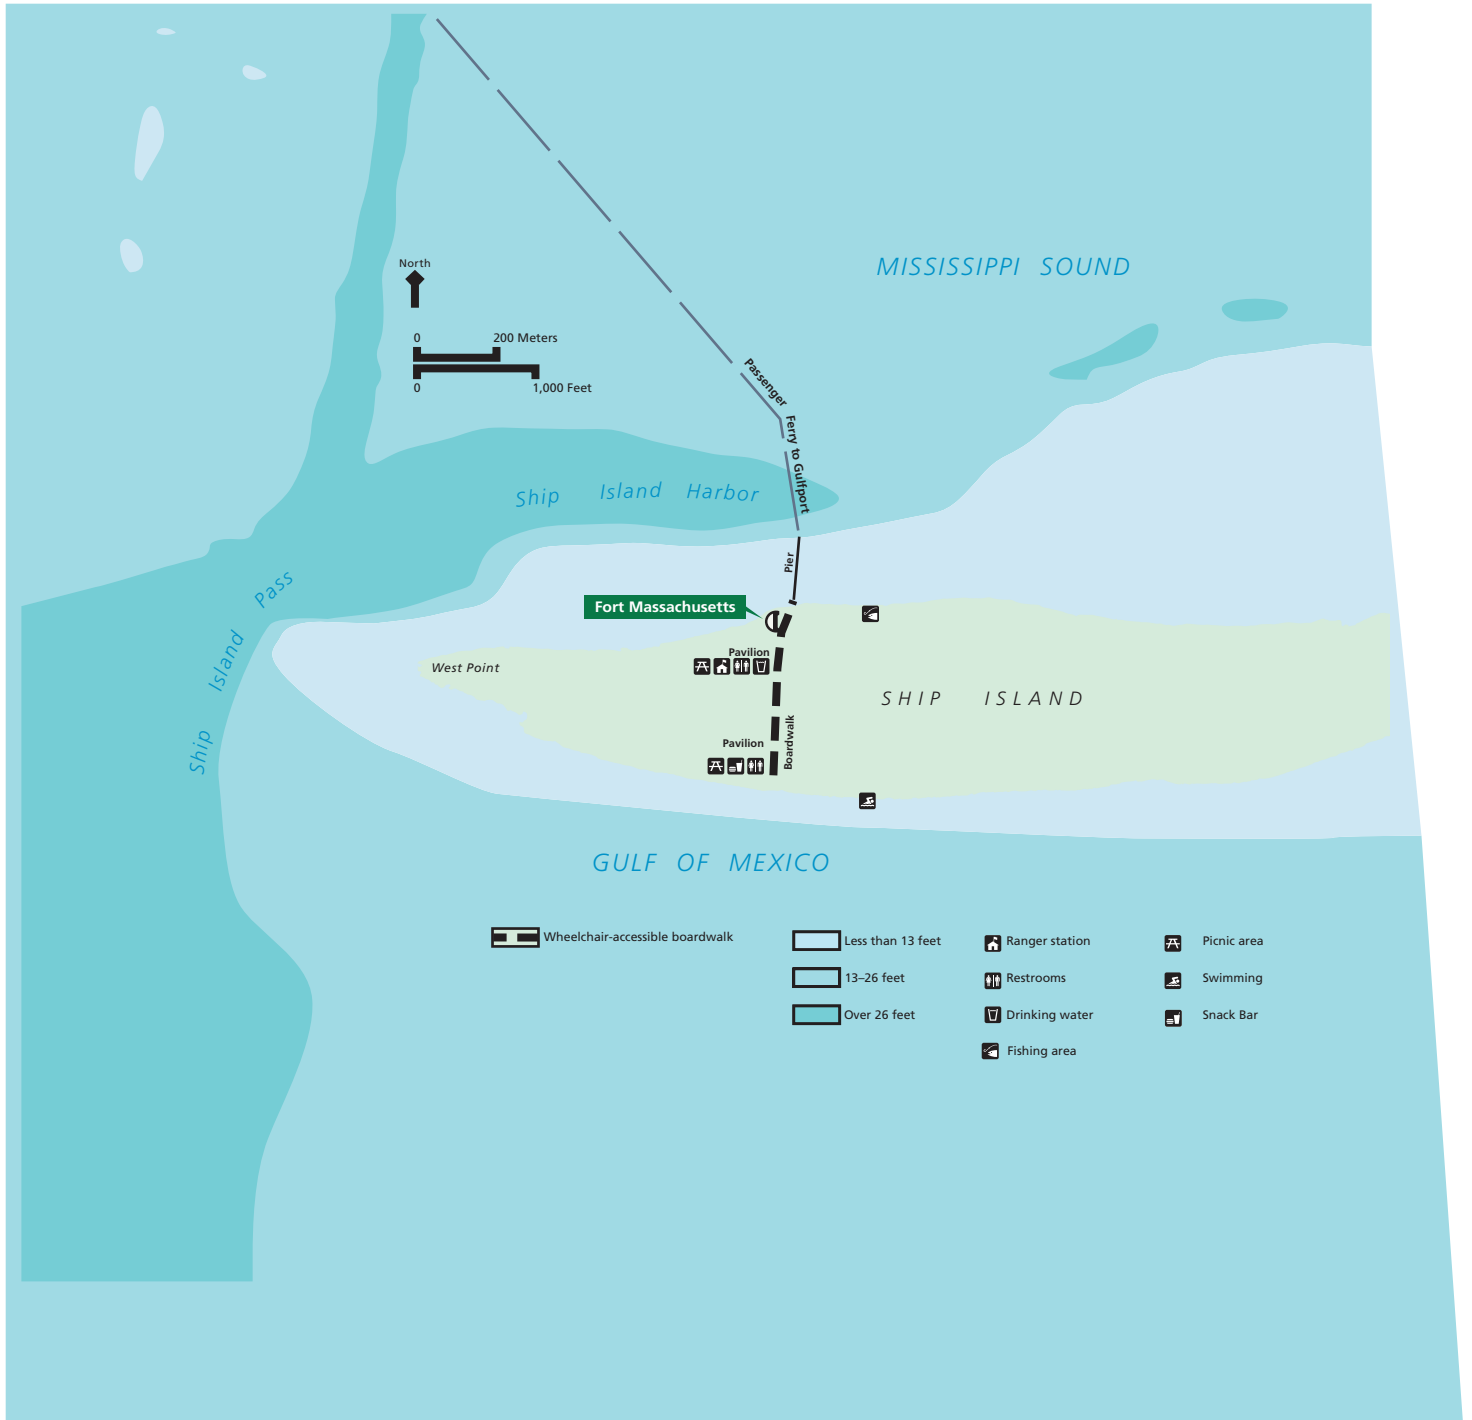 North
0
200 Meters
0
1,000 Feet
MISSISSIPPI SOUND
Passenger
Ferry to Gulfport
Ship Island Harbor
Pier
Ship Island Pass
Fort Massachusetts
Pavilion
West Point
SHIP ISLAND
Boardwalk
Pavilion
GULF OF MEXICO
Wheelchair-accessible boardwalk
Less than 13 feet
13–26 feet
Over 26 feet
Ranger station
Restrooms
Drinking water
Fishing area
Picnic area
Swimming
Snack Bar